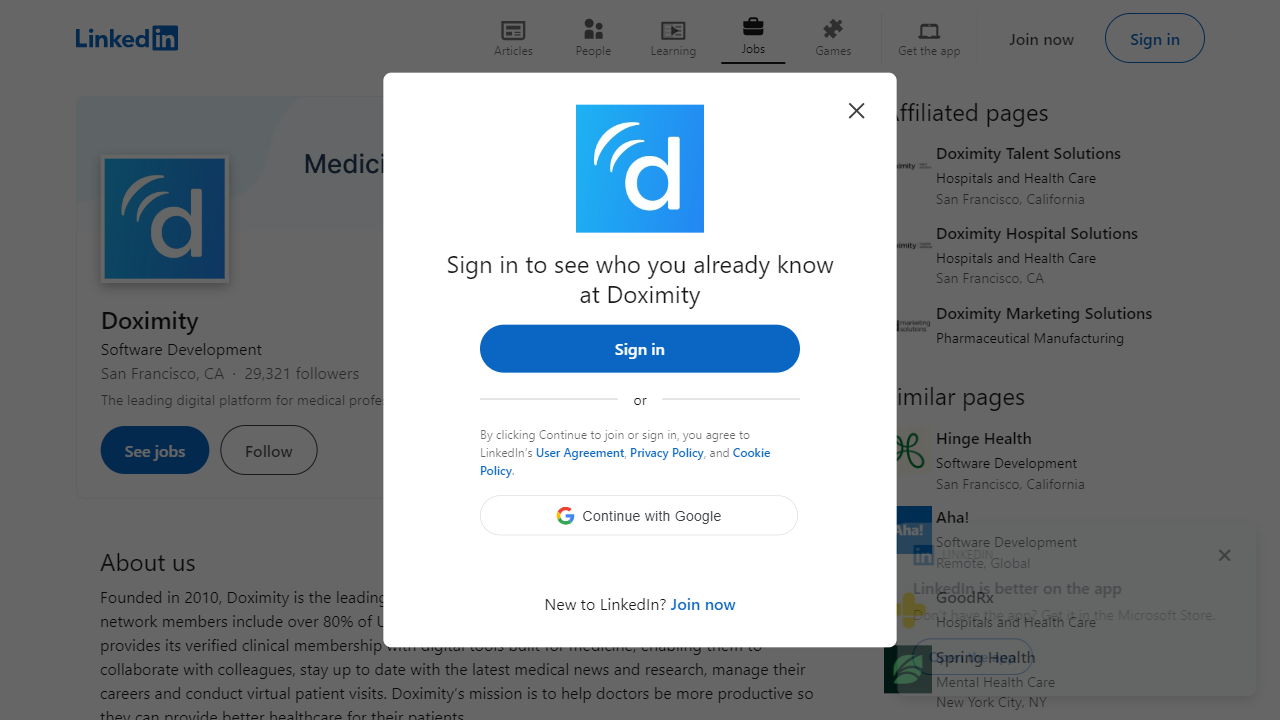 LinkedIn
Articles
People
Learning
Jobs
Games
Get the app
Join now
Sign in
Doximity
Software Development
San Francisco, CA · 29,321 followers
The leading digital platform for medical
See jobs
Follow
About us
Founded in 2010, Doximity is the leading
network members include over 80% of
provides its verified clinical membership with digital tools built for medicine, enabling them to
collaborate with colleagues, stay up to date with the latest medical news and research, manage their
careers and conduct virtual patient visits. Doximity's mission is to help doctors be more productive so
they can provide better healthcare for their patients.
Sign in to see who you already know
at Doximity
Sign in
or
By clicking Continue to join or sign in, you agree to
LinkedIn's User Agreement, Privacy Policy, and Cookie
Policy.
Continue with Google
New to LinkedIn? Join now
Affiliated pages
Doximity Talent Solutions
Hospitals and Health Care
San Francisco, California
Doximity Hospital Solutions
Hospitals and Health Care
San Francisco, CA
marketing
solutions
Doximity Marketing Solutions
Pharmaceutical Manufacturing
Similar pages
Hinge Health
Software Development
San Francisco, California
Aha!
Aha!
Software Development
Remote, Global
GoodRx
Hospitals and Health Care
Spring Health
Mental Health Care
New York City, NY
LINKEDIN
LinkedIn is better on the app
Don't have the app? Get it in the Microsoft Store.